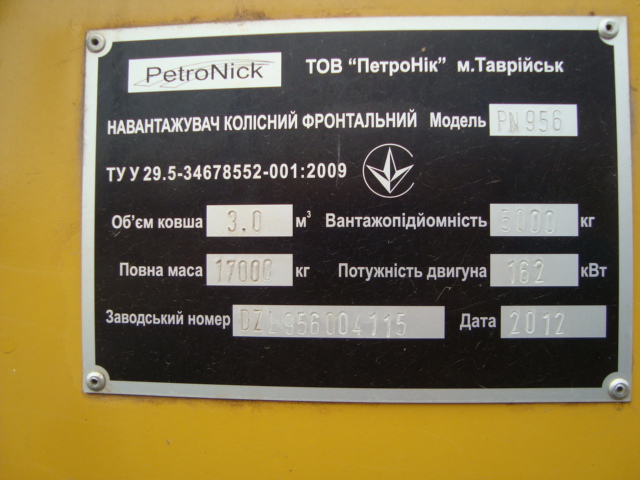 PetroNick ТОВ "ПетроНік" м.Таврійськ
НАВАНТАЖУВАЧ КОЛІСНИЙ ФРОНТАЛЬНИЙ Модель PN956
ТУ У 29.5-34678552-001:2009
Об'єм ковша 3.0 м³ Вантажопідйомність 5000 кг
Повна маса 17000 кг Потужність двигуна 162 кВт
Заводський номер DZL956004115 Дата 2012